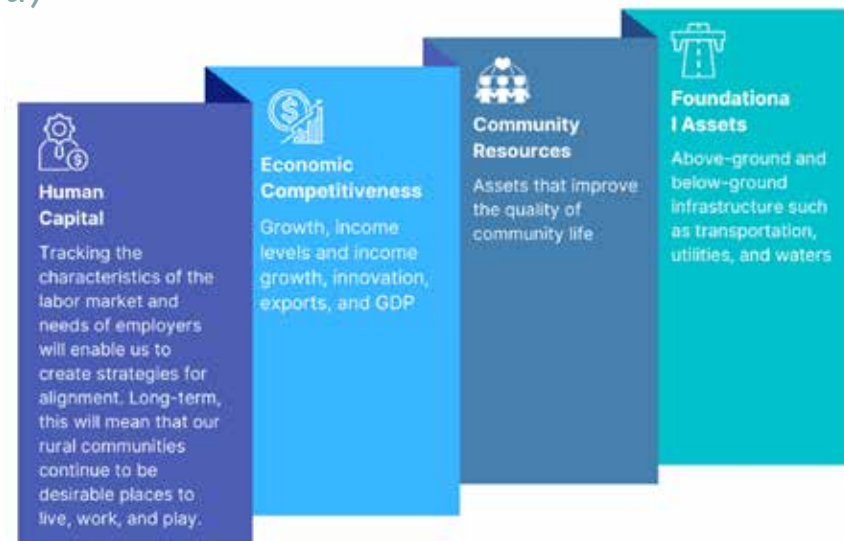 Human
Capital
Tracking the
characteristics of the
labor market and
needs of employers
will enable us to
create strategies for
alignment. Long-term,
this will mean that our
rural communities
continue to be
desirable places to
live, work, and play.
Economic
Competitiveness
Growth, income
levels and income
growth, innovation,
exports, and GDP
Community
Resources
Assets that improve
the quality of
community life
Foundationa
l Assets
Above-ground and
below-ground
infrastructure such
as transportation,
utilities, and waters